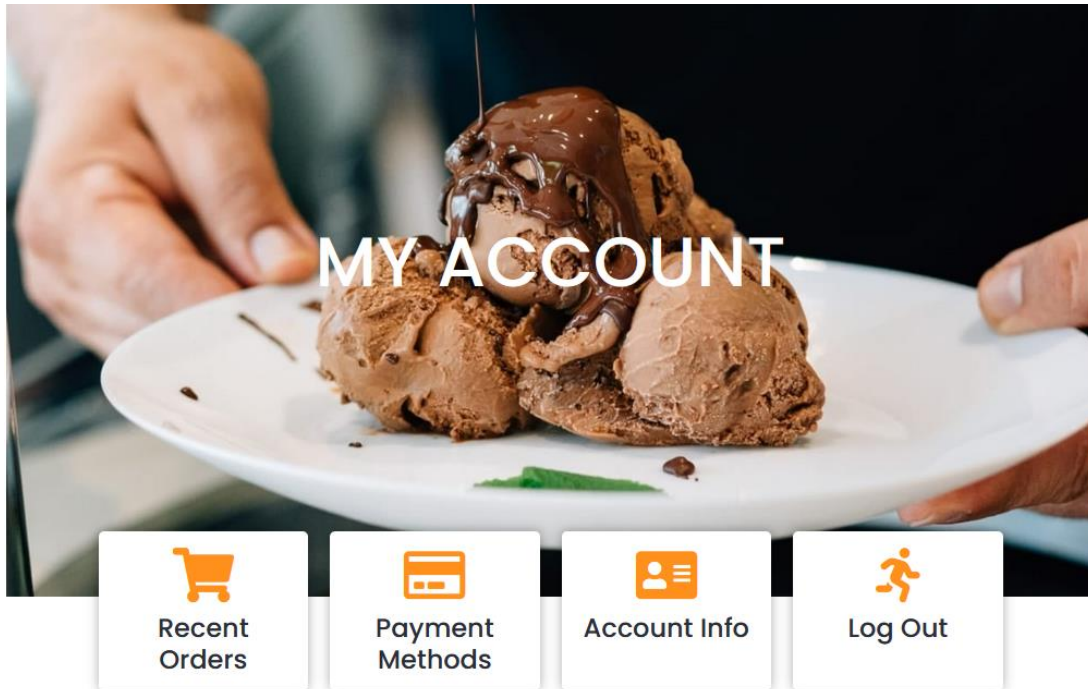 MY ACCOUNT
Recent
Orders
Payment
Methods
Account Info
Log Out